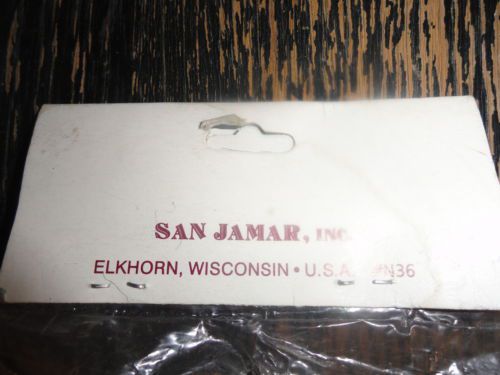 SAN JAMAR, INC.
ELKHORN, WISCONSIN • U.S.A. #N36